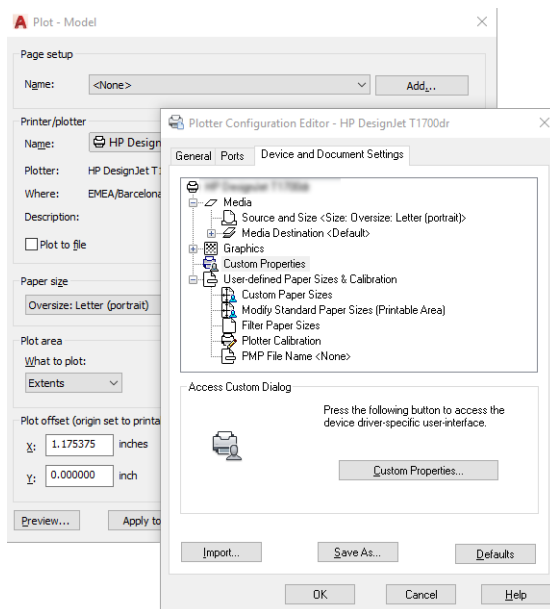 Plot - Model
Page setup
Name: <None> Add...
Printer/plotter
Name: HP Design
Plotter: HP DesignJet T1
Where: EMEA/Barcelona
Description:
Plot to file
Paper size
Oversize: Letter (portrait)
Plot area
What to plot:
Extents
Plot offset (origin set to printa
X: 1.175375 inches
Y: 0.000000 inch
Preview... Apply to
Plotter Configuration Editor - HP DesignJet T1700dr
General Ports Device and Document Settings
Media
Source and Size <Size: Oversize: Letter (portrait)>
Media Destination <Default>
Graphics
Custom Properties
User-defined Paper Sizes & Calibration
Custom Paper Sizes
Modify Standard Paper Sizes (Printable Area)
Filter Paper Sizes
Plotter Calibration
PMP File Name <None>
Access Custom Dialog
Press the following button to access the
device driver-specific user-interface.
Custom Properties...
Import... Save As... Defaults
OK Cancel Help